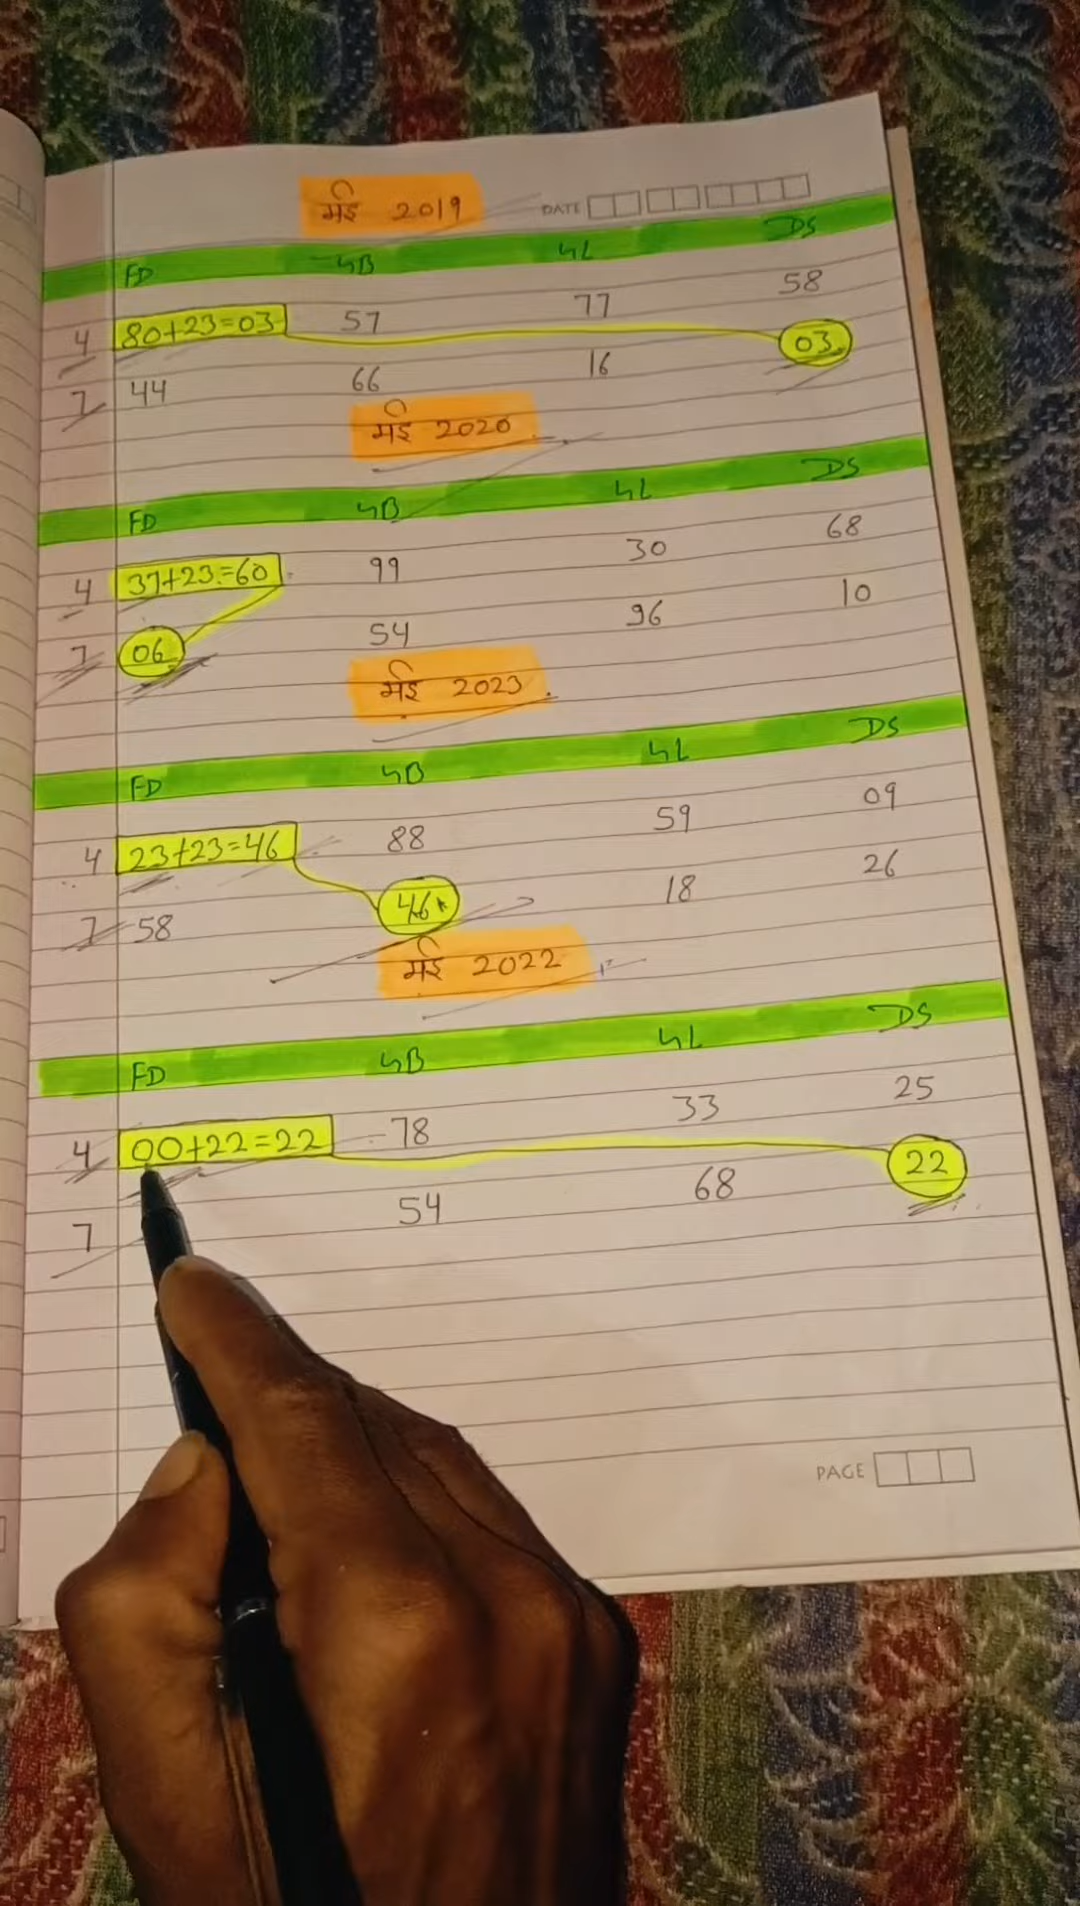 मई 2019 DATE
FD GB GL DS
4 80+23=03 57 77 58
7 44 66 16 03
मई 2020
FD GB GL DS
4 37+23=60 99 30 68
7 06 54 96 10
मई 2023
FD GB GL DS
4 23+23=46 88 59 09
7 58 46 18 26
मई 2022
FD GB GL DS
4 00+22=22 78 33 25
7 54 68 22
PAGE